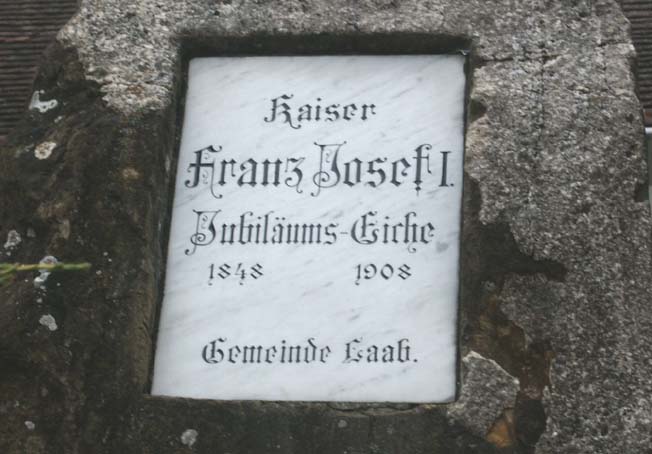 Kaiser
Franz Josef I.
Jubiläums-Eiche
1848 1908
Gemeinde Laab.